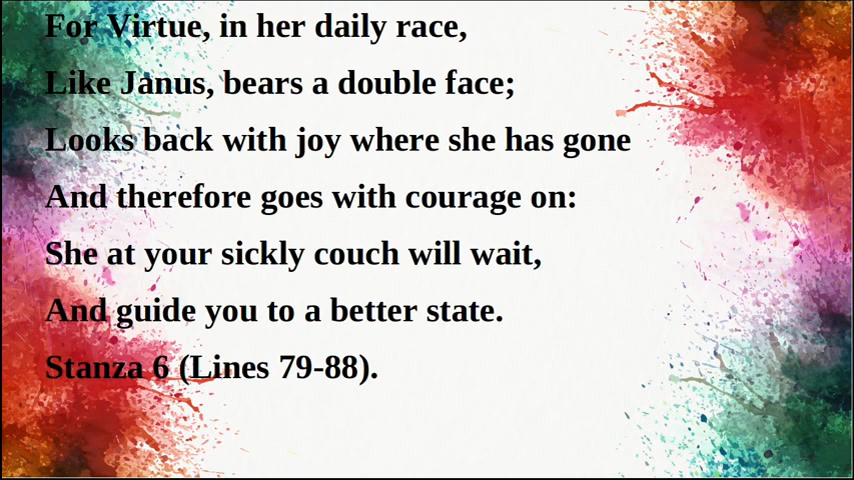 For Virtue, in her daily race,
Like Janus, bears a double face;
Looks back with joy where she has gone
And therefore goes with courage on:
She at your sickly couch will wait,
And guide you to a better state.
Stanza 6 (Lines 79-88).